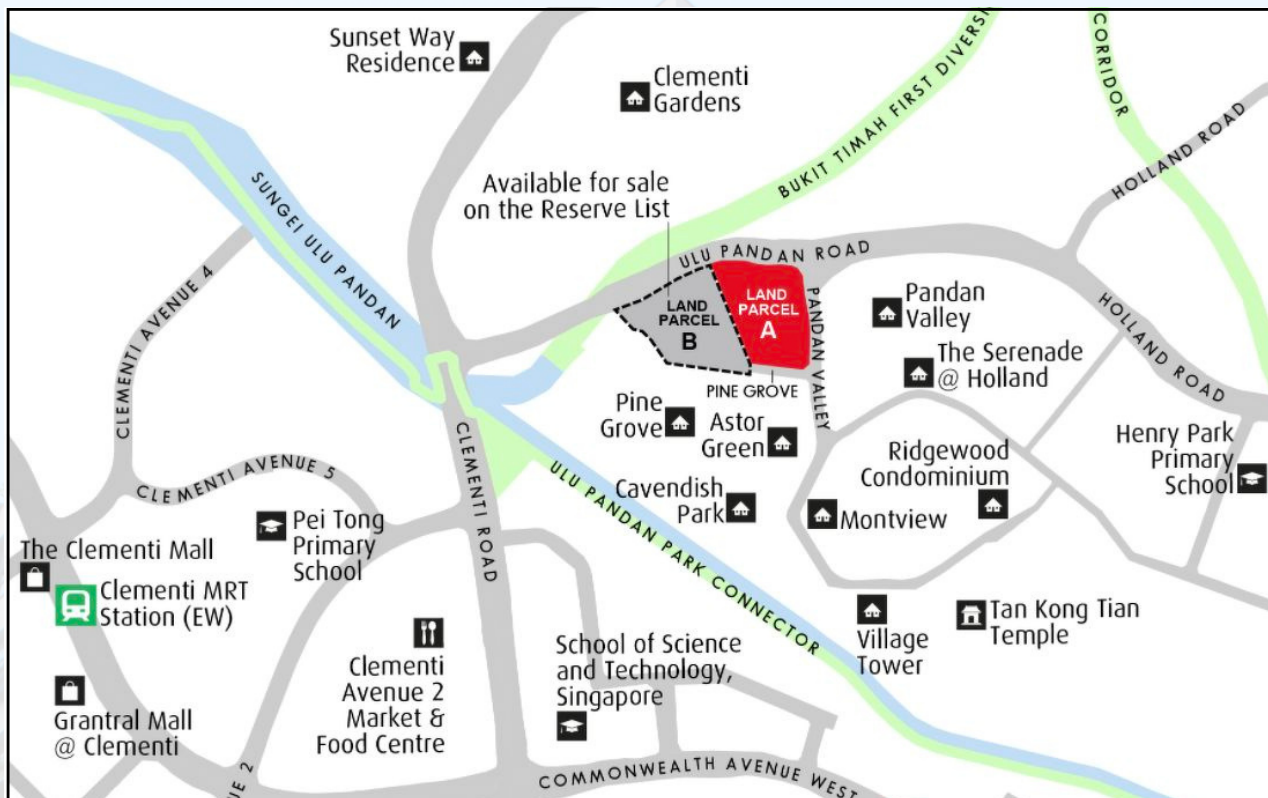 Sunset Way
Residence
Clementi
Gardens
BUKIT TIMAH FIRST
CORRIDOR
HOLLAND ROAD
Available for sale
on the Reserve List
SUNGEI ULU PANDAN
CLEMENTI AVENUE 4
ULU PANDAN ROAD
LAND
PARCEL
A
LAND
PARCEL
B
PANDAN VALLEY
Pandan
Valley
HOLLAND ROAD
The Serenade
@ Holland
PINE GROVE
Pine
Grove
Astor
Green
Ridgewood
Condominium
Henry Park
Primary
School
CLEMENTI AVENUE 5
CLEMENTI ROAD
ULU PANDAN PARK CONNECTOR
Cavendish
Park
Montview
Pei Tong
Primary
School
The Clementi Mall
Clementi MRT
Station (EW)
Village
Tower
Tan Kong Tian
Temple
Clementi
Avenue 2
Market &
Food Centre
School of Science
and Technology,
Singapore
Grantral Mall
@ Clementi
COMMONWEALTH AVENUE WEST